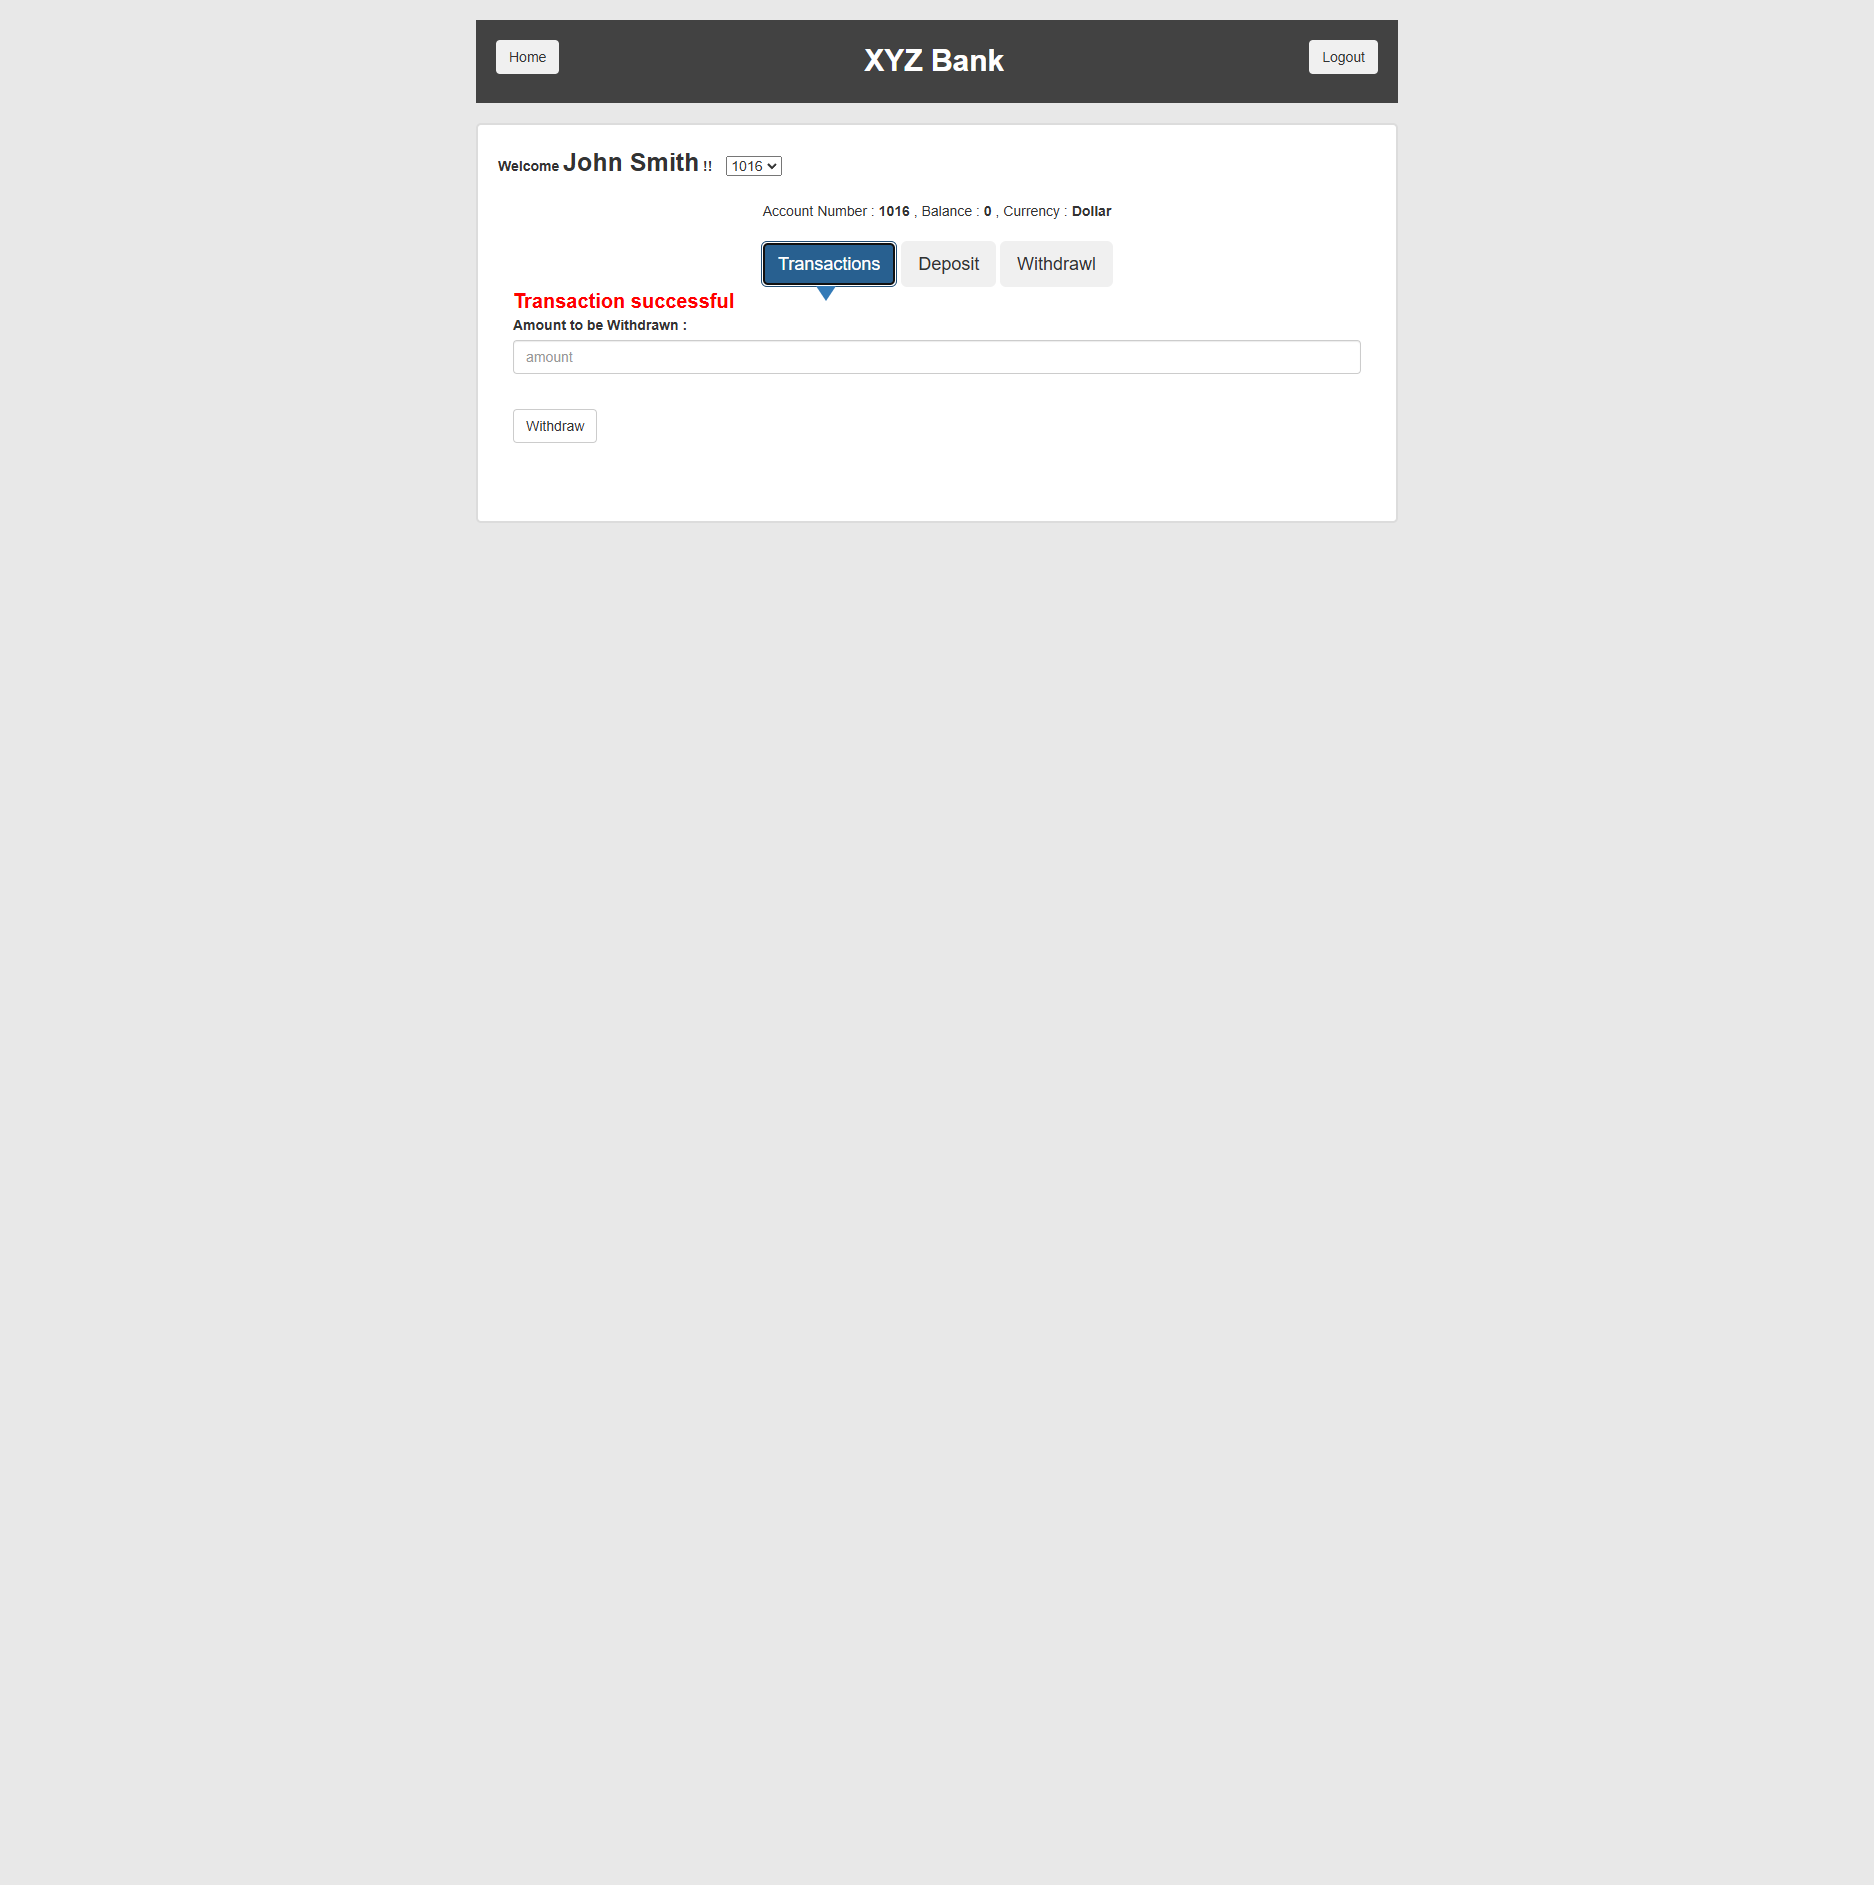 Home
XYZ Bank
Logout
Welcome John Smith !! 1016
Account Number : 1016 , Balance : 0 , Currency : Dollar
Transactions Deposit Withdrawl
Transaction successful
Amount to be Withdrawn :
amount
Withdraw